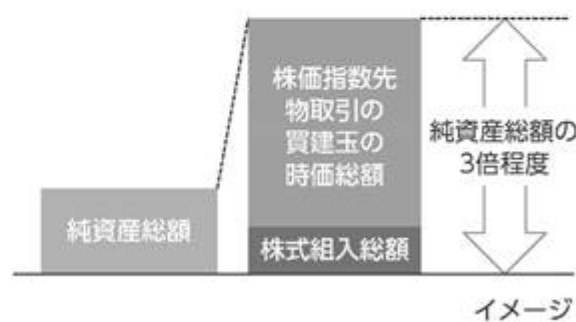 株価指数先
物取引の
買建玉の
時価総額
純資産総額の
3倍程度
純資産総額
株式組入総額
イメージ